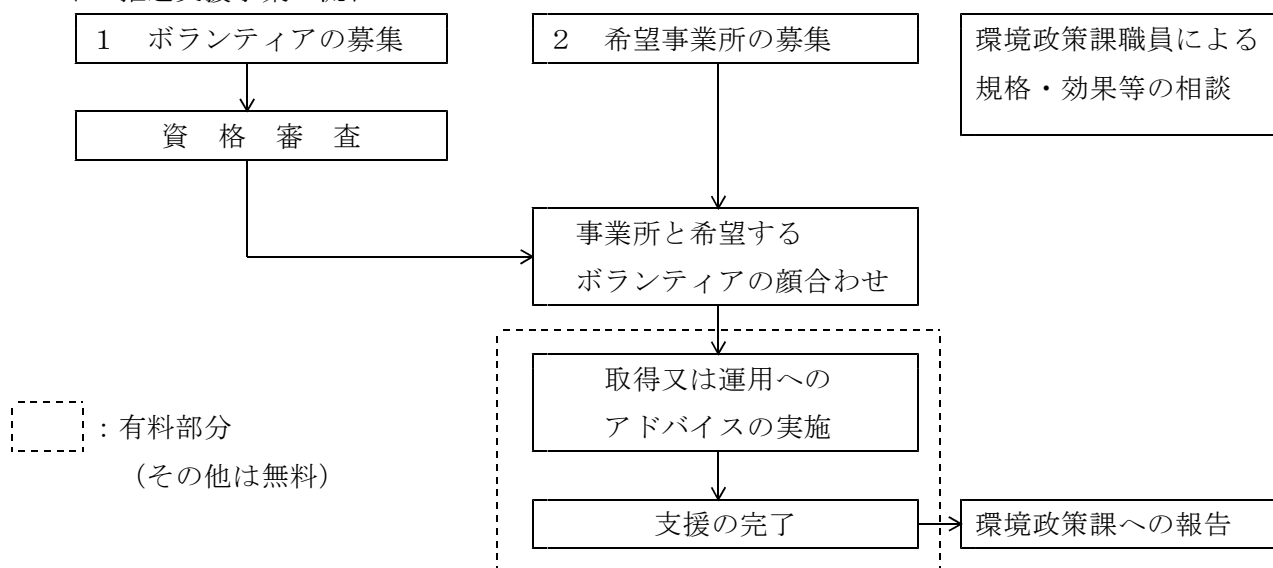 1 ボランティアの募集
2 希望事業所の募集
環境政策課職員による
規格・効果等の相談
資 格 審 査
事業所と希望する
ボランティアの顔合わせ
取得又は運用への
アドバイスの実施
:有料部分
(その他は無料)
支援の完了
環境政策課への報告